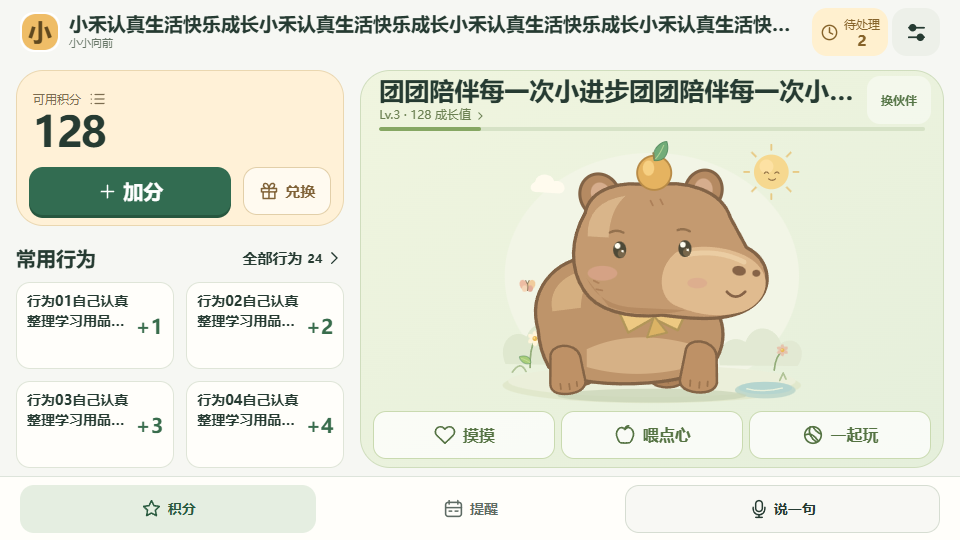 小
小禾认真生活快乐成长小禾认真生活快乐成长小禾认真生活快乐成长小禾认真生活快...
小小向前
待处理
2
可用积分
128
加分
兑换
常用行为
全部行为 24
行为01自己认真
整理学习用品...
+1
行为02自己认真
整理学习用品...
+2
行为03自己认真
整理学习用品...
+3
行为04自己认真
整理学习用品...
+4
团团陪伴每一次小进步团团陪伴每一次小...
Lv.3 · 128 成长值
换伙伴
摸摸
喂点心
一起玩
积分
提醒
说一句